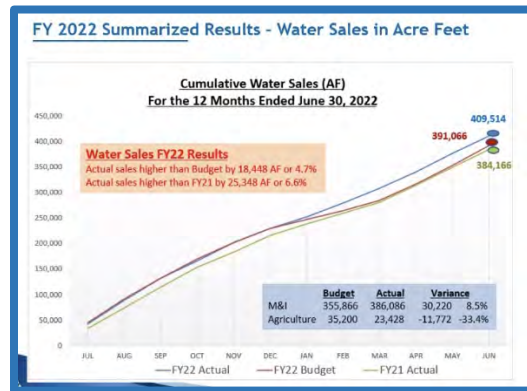 FY 2022 Summarized Results - Water Sales in Acre Feet
Cumulative Water Sales (AF)
For the 12 Months Ended June 30, 2022
450,000
400,000
350,000
300,000
250,000
200,000
150,000
100,000
50,000
0
409,514
391,066
384,166
Water Sales FY22 Results
Actual sales higher than Budget by 18,448 AF or 4.7%
Actual sales higher than FY21 by 25,348 AF or 6.6%
Budget Actual Variance
M&I 355,866 386,086 30,220 8.5%
Agriculture 35,200 23,428 -11,772 -33.4%
JUL AUG SEP OCT NOV DEC JAN FEB MAR APR MAY JUN
FY22 Actual FY22 Budget FY21 Actual